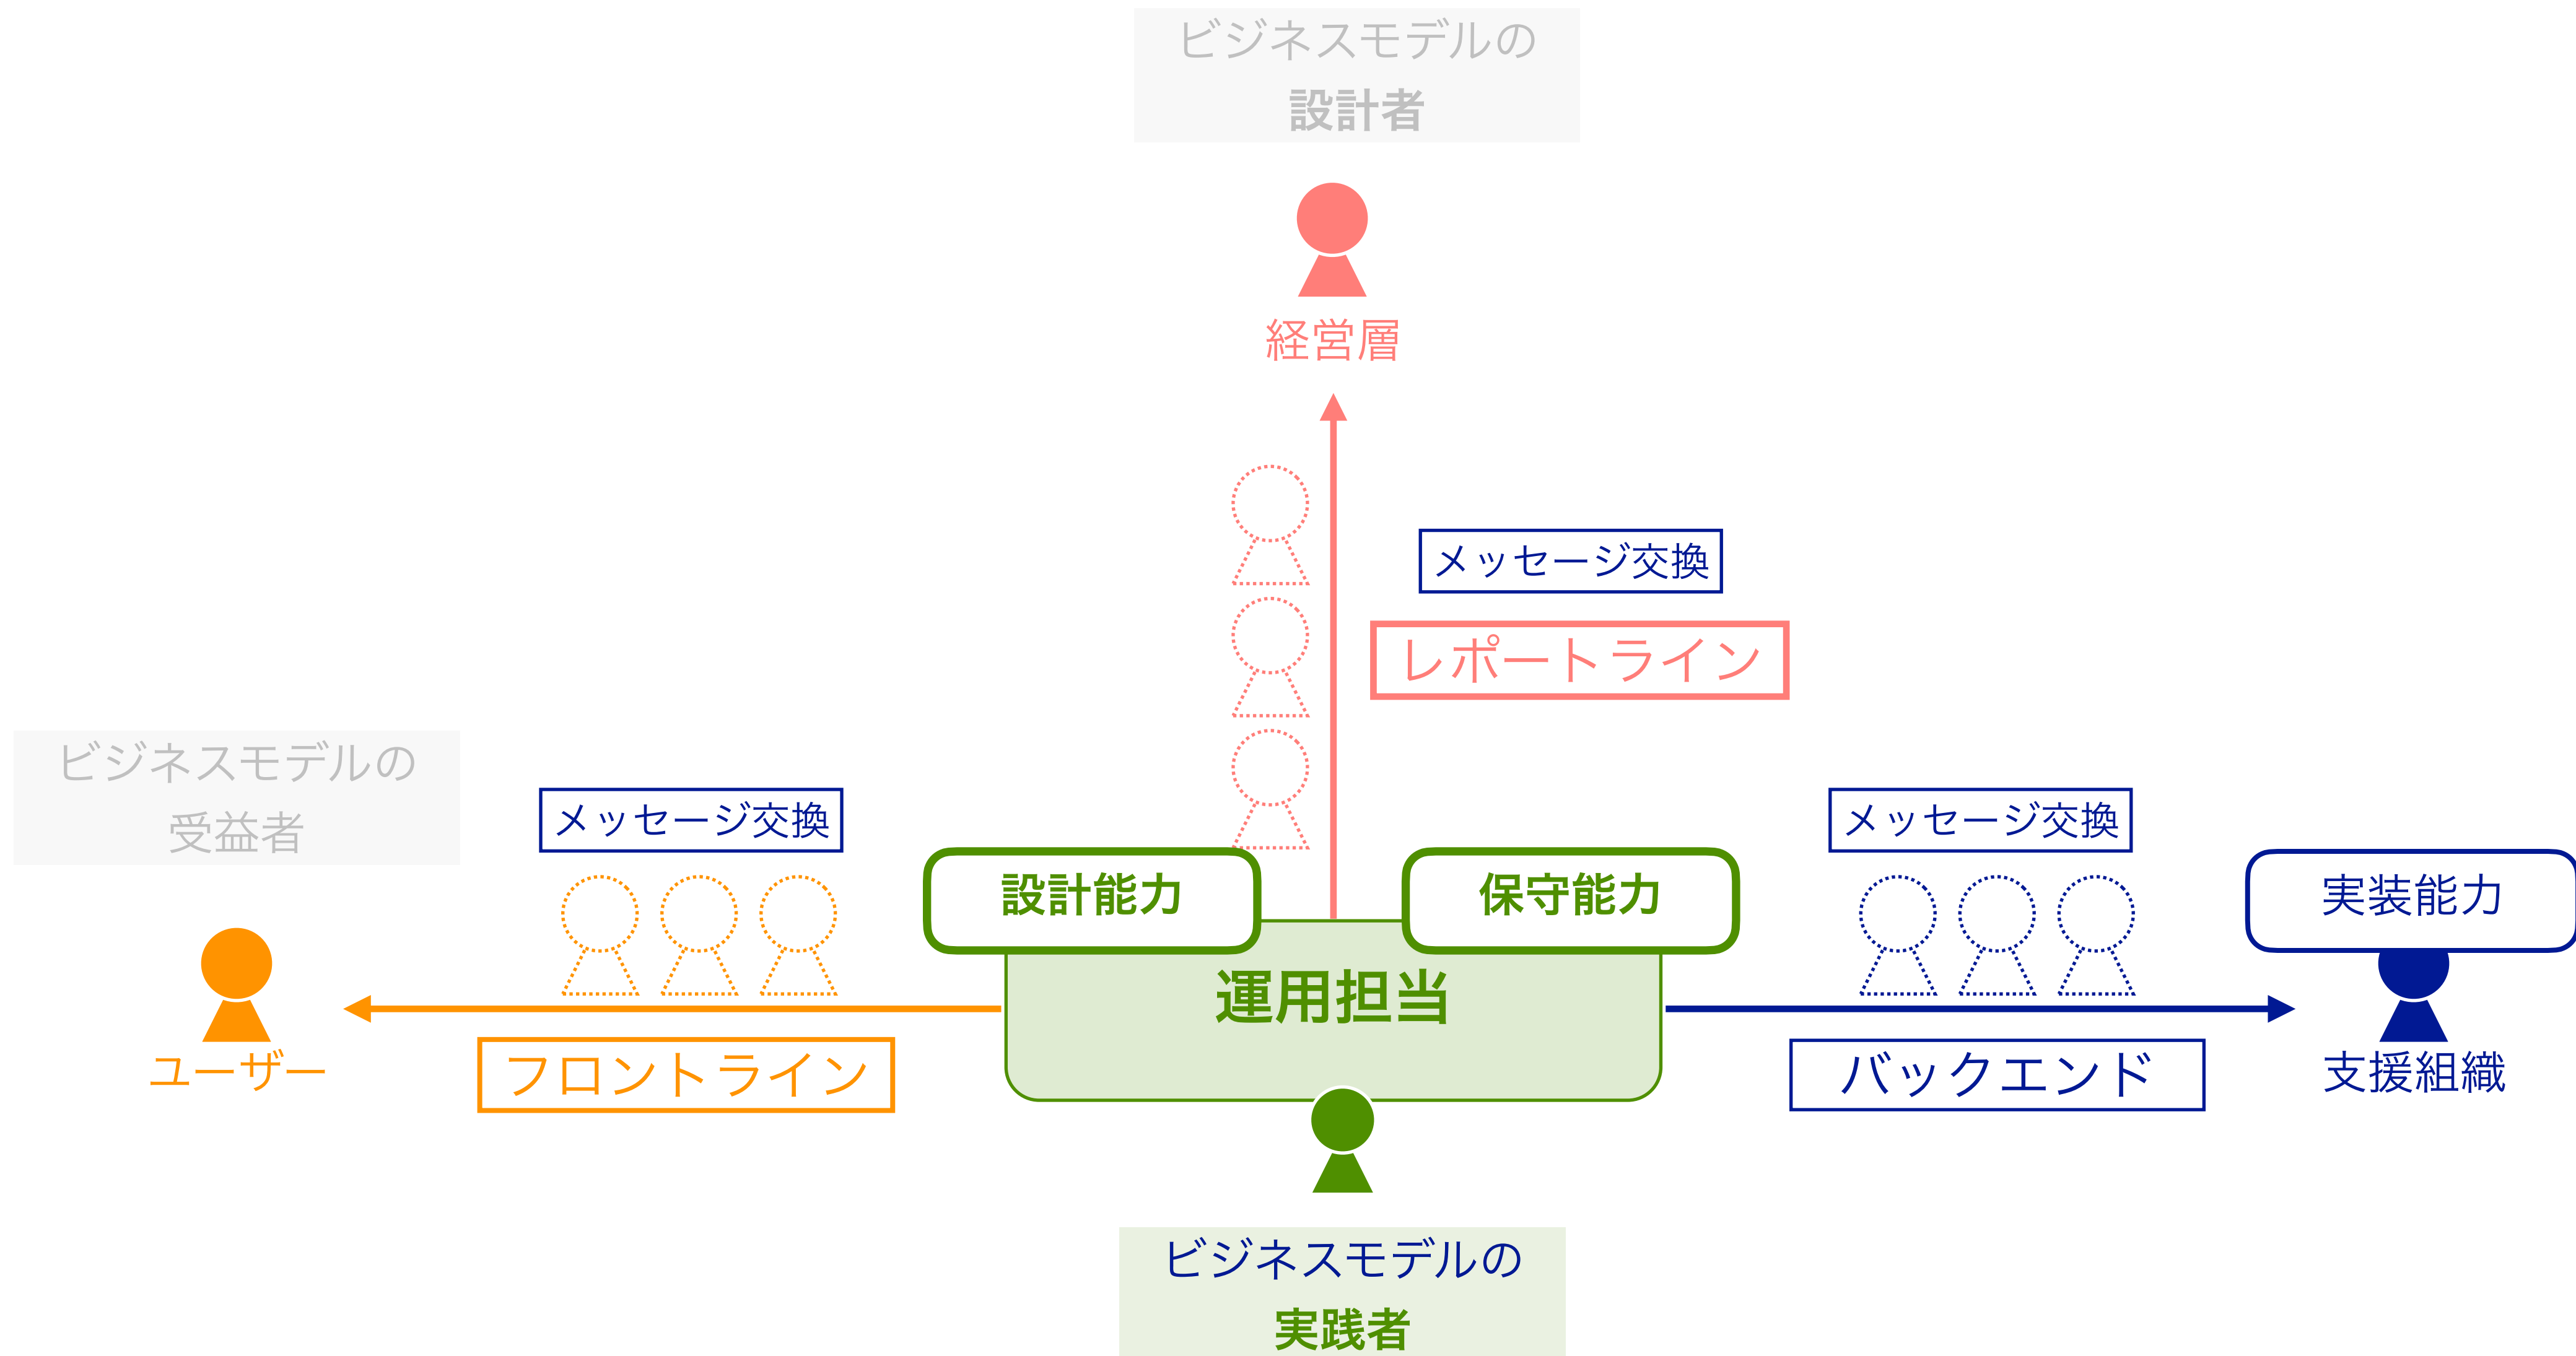 ビジネスモデルの
設計者
経営層
メッセージ交換
レポートライン
ビジネスモデルの
受益者
メッセージ交換
メッセージ交換
設計能力
保守能力
実装能力
運用担当
ユーザー
フロントライン
バックエンド
支援組織
ビジネスモデルの
実践者